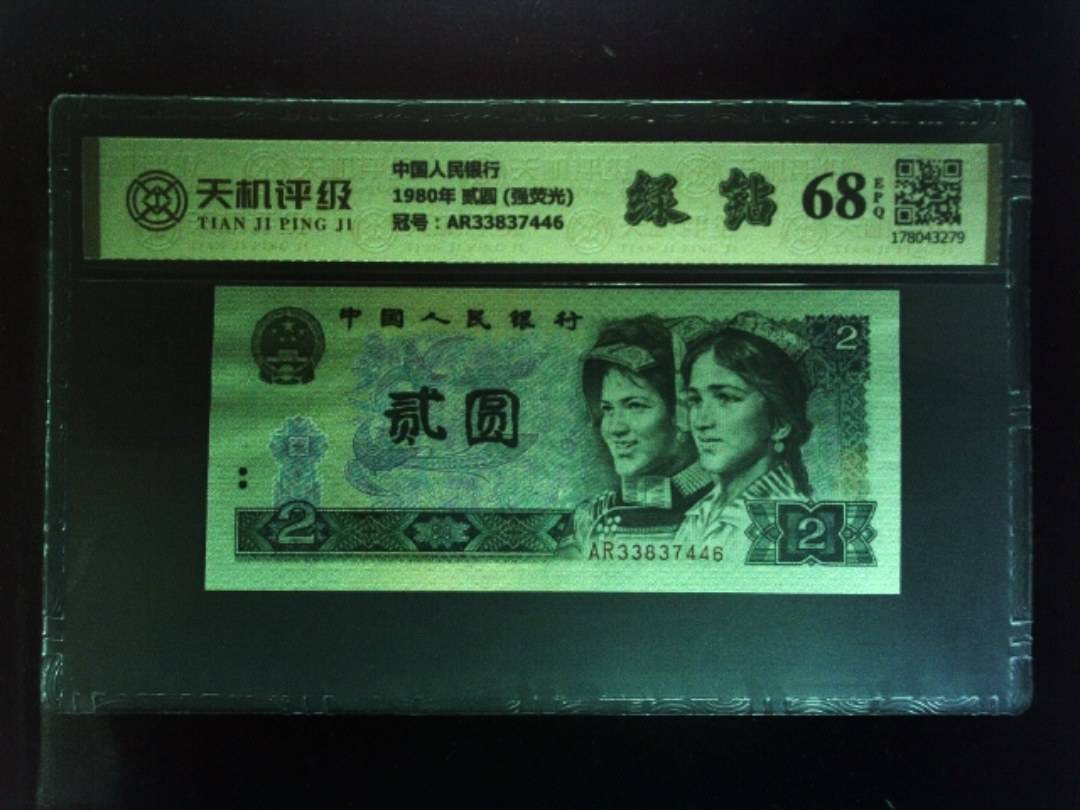 天机评级
TIAN JI PING JI
中国人民银行
1980年 贰圆 (强荧光)
冠号：AR33837446
绿钻
68
EPQ
178043279
中国人民银行
2
贰圆
2
AR33837446
2